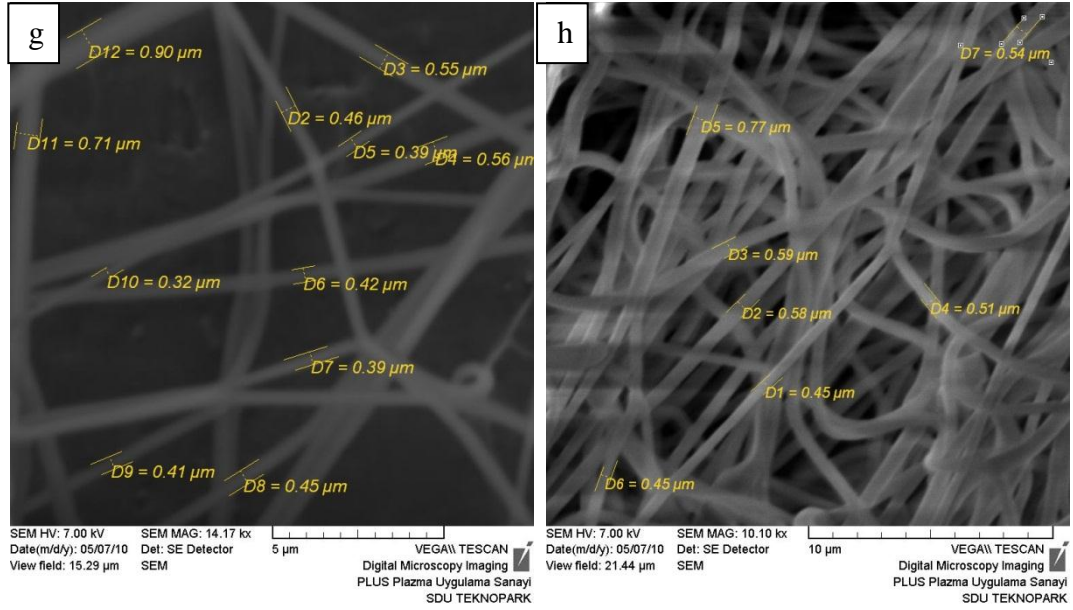 g
D12 = 0.90 µm
D3 = 0.55 µm
D2 = 0.46 µm
D11 = 0.71 µm
D5 = 0.39 µm
D4 = 0.56 µm
D10 = 0.32 µm
D6 = 0.42 µm
D7 = 0.39 µm
D9 = 0.41 µm
D8 = 0.45 µm
SEM HV: 7.00 kV SEM MAG: 14.17 kx
Date(m/d/y): 05/07/10 Det: SE Detector
View field: 15.29 µm SEM
5 µm
VEGA\\ TESCAN
Digital Microscopy Imaging
PLUS Plazma Uygulama Sanayi
SDU TEKNOPARK
h
D7 = 0.54 µm
D5 = 0.77 µm
D3 = 0.59 µm
D2 = 0.58 µm
D4 = 0.51 µm
D1 = 0.45 µm
D6 = 0.45 µm
SEM HV: 7.00 kV SEM MAG: 10.10 kx
Date(m/d/y): 05/07/10 Det: SE Detector
View field: 21.44 µm SEM
10 µm
VEGA\\ TESCAN
Digital Microscopy Imaging
PLUS Plazma Uygulama Sanayi
SDU TEKNOPARK